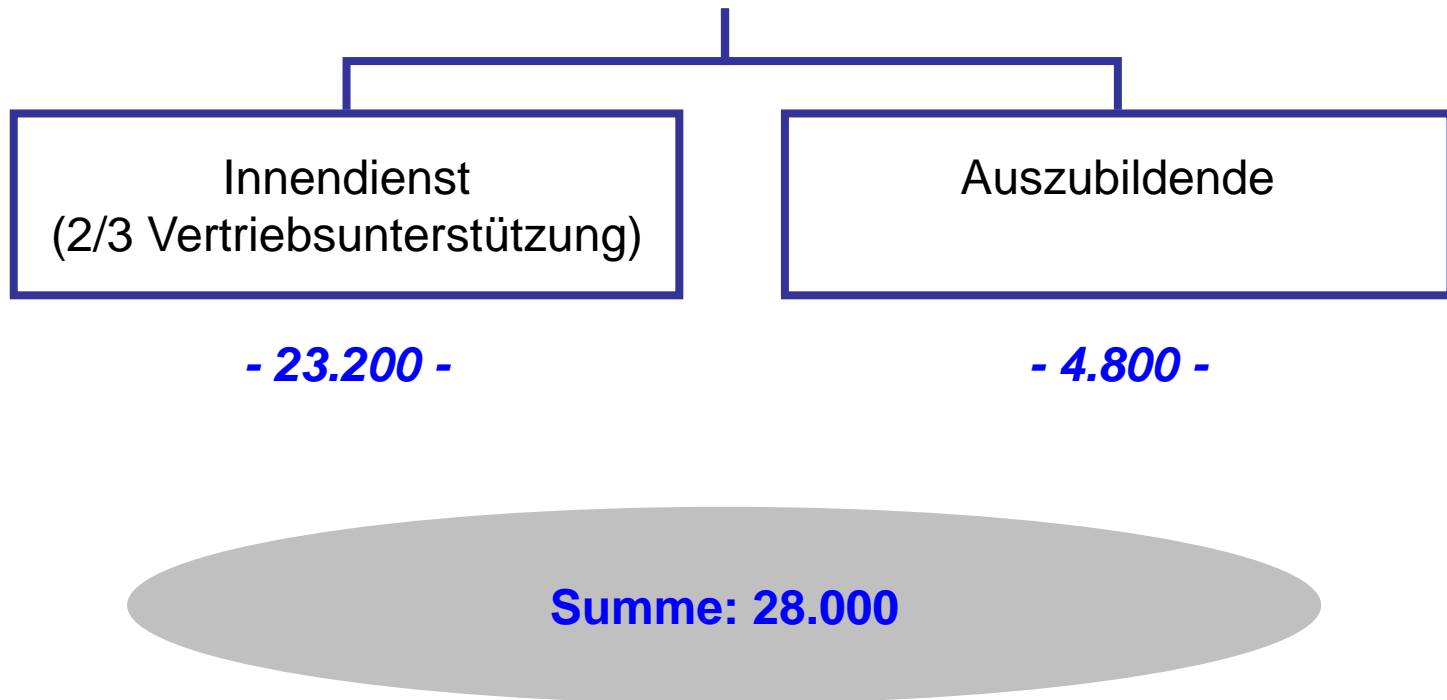 Innendienst
(2/3 Vertriebsunterstützung)
Auszubildende
- 23.200 -
- 4.800 -
Summe: 28.000